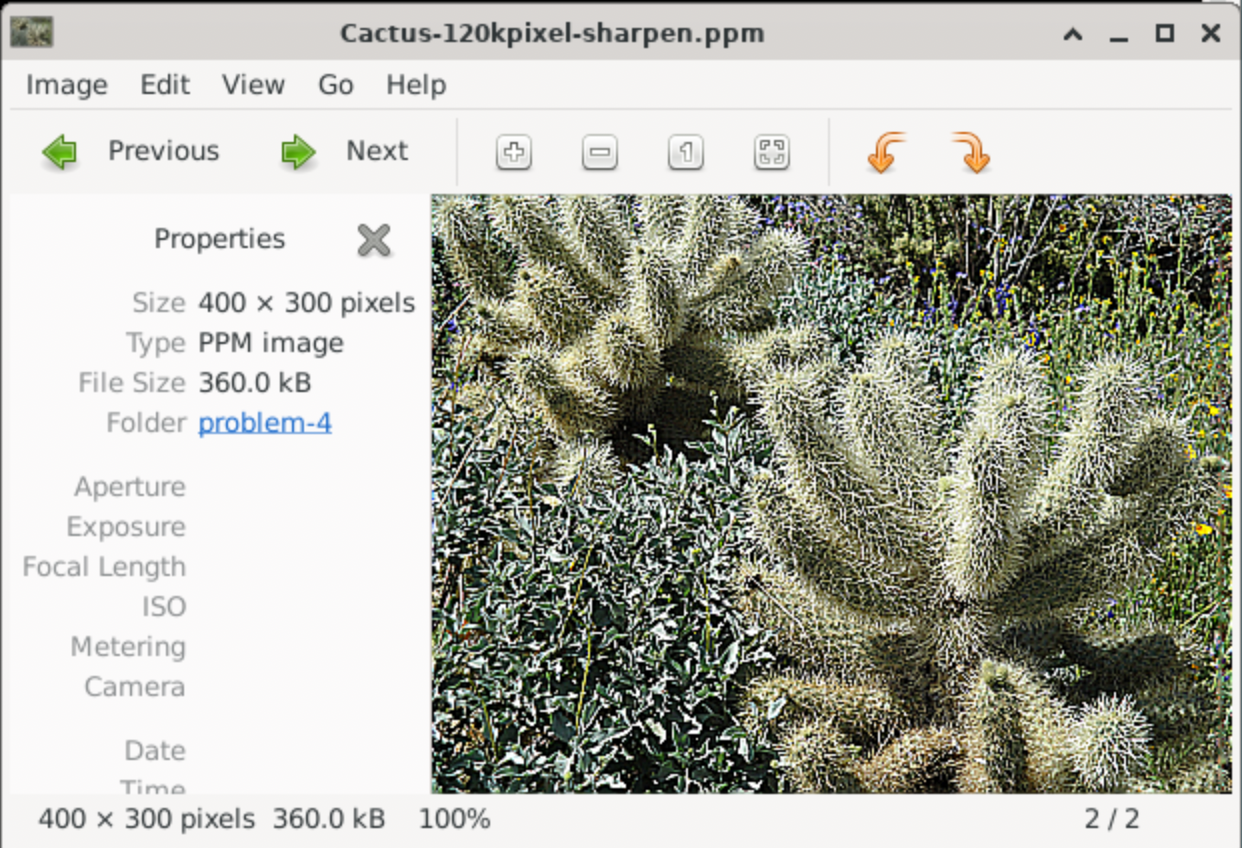 Cactus-120kpixel-sharpen.ppm
Image Edit View Go Help
Previous Next 1
Properties
Size 400 × 300 pixels
Type PPM image
File Size 360.0 kB
Folder problem-4
Aperture
Exposure
Focal Length
ISO
Metering
Camera
Date
Time
400 × 300 pixels 360.0 kB 100% 2 / 2